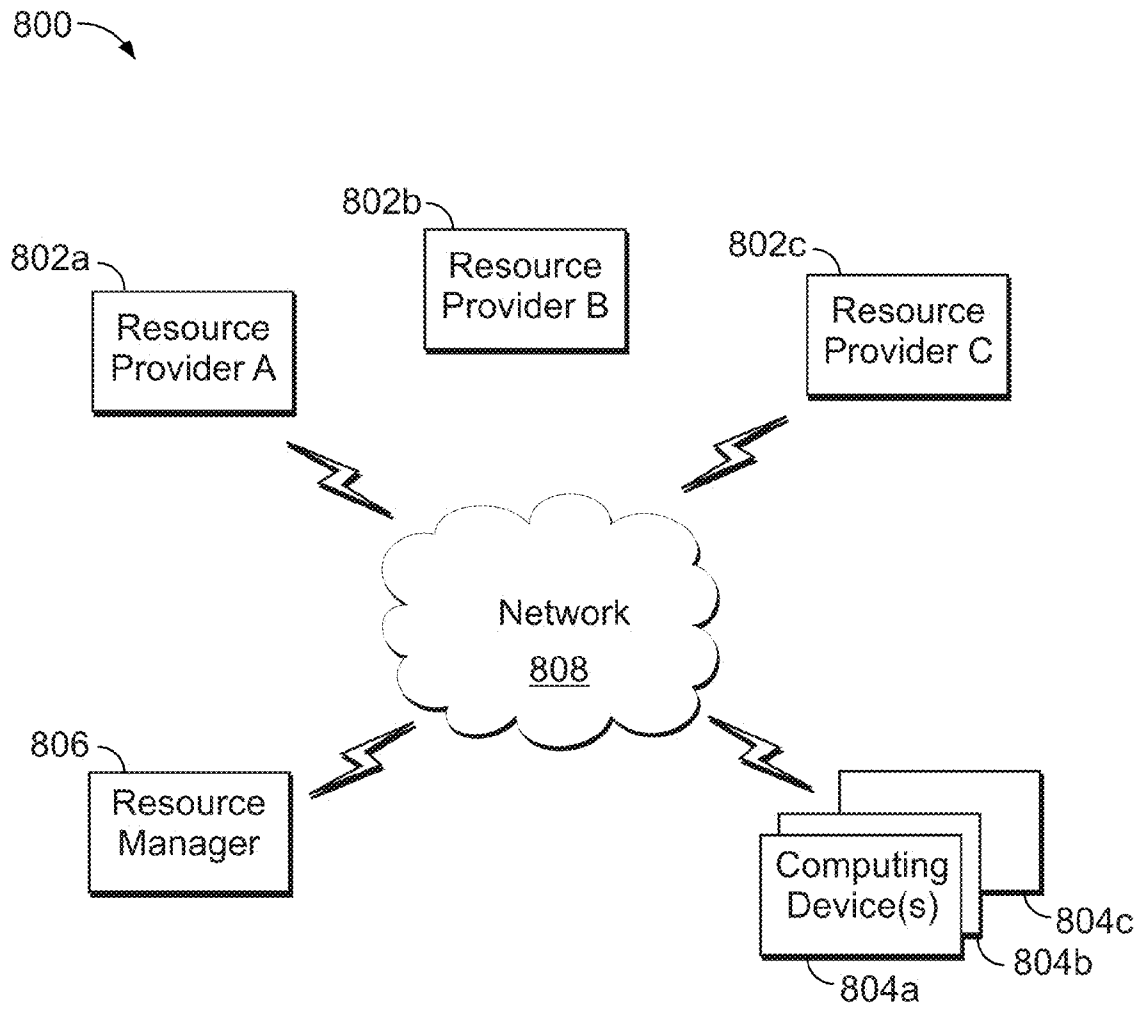 800
802b
802a
802c
Resource
Provider B
Resource
Provider A
Resource
Provider C
Network
808
806
Resource
Manager
Computing
Device(s)
804c
804b
804a